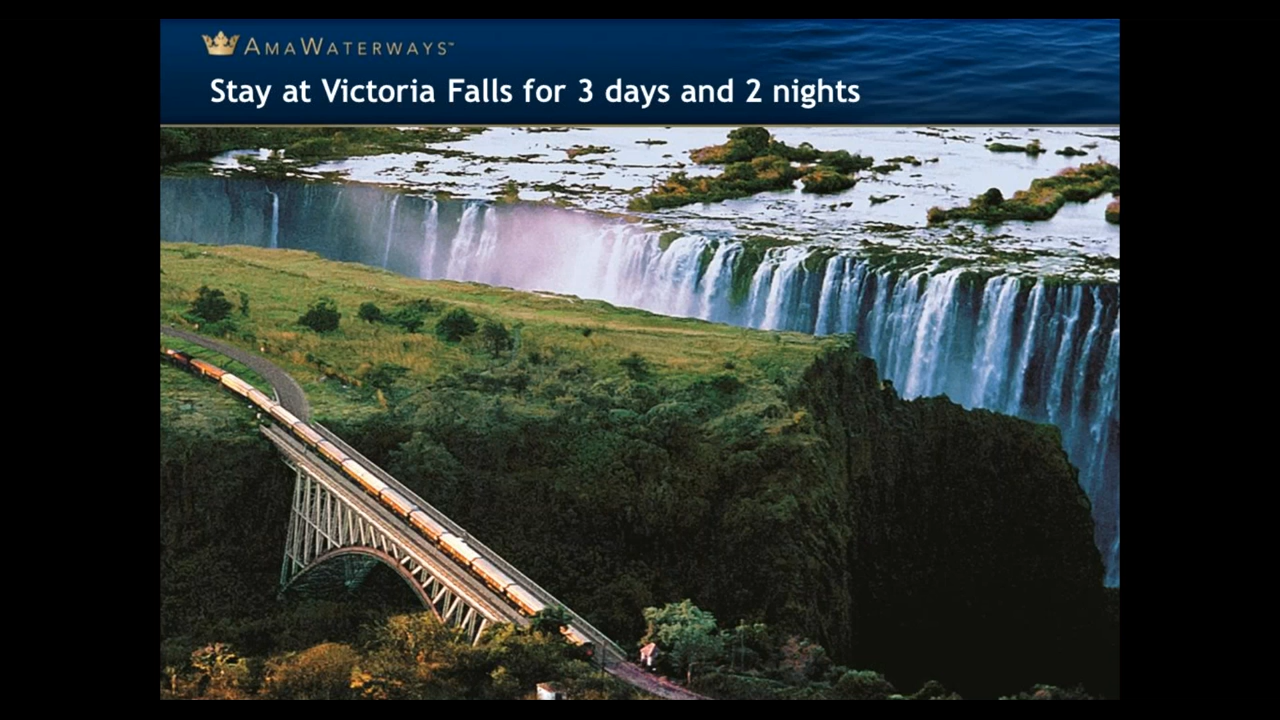 AMAWATERWAYS™
Stay at Victoria Falls for 3 days and 2 nights